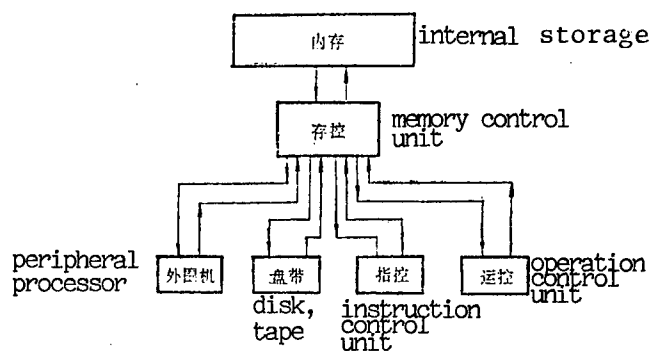 内存 internal storage
存控 memory control
unit
peripheral
processor
外围机
盘带
disk,
tape
指控
instruction
control
unit
运控
operation
control
unit